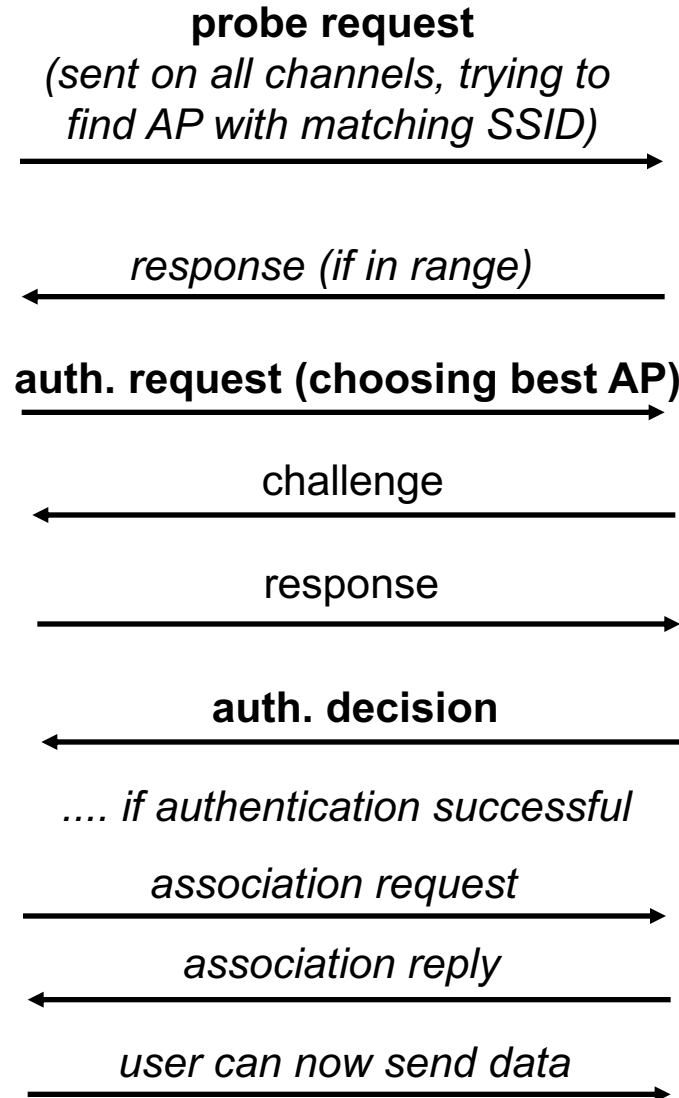 probe request
(sent on all channels, trying to
find AP with matching SSID)
response (if in range)
auth. request (choosing best AP)
challenge
response
auth. decision
.... if authentication successful
association request
association reply
user can now send data